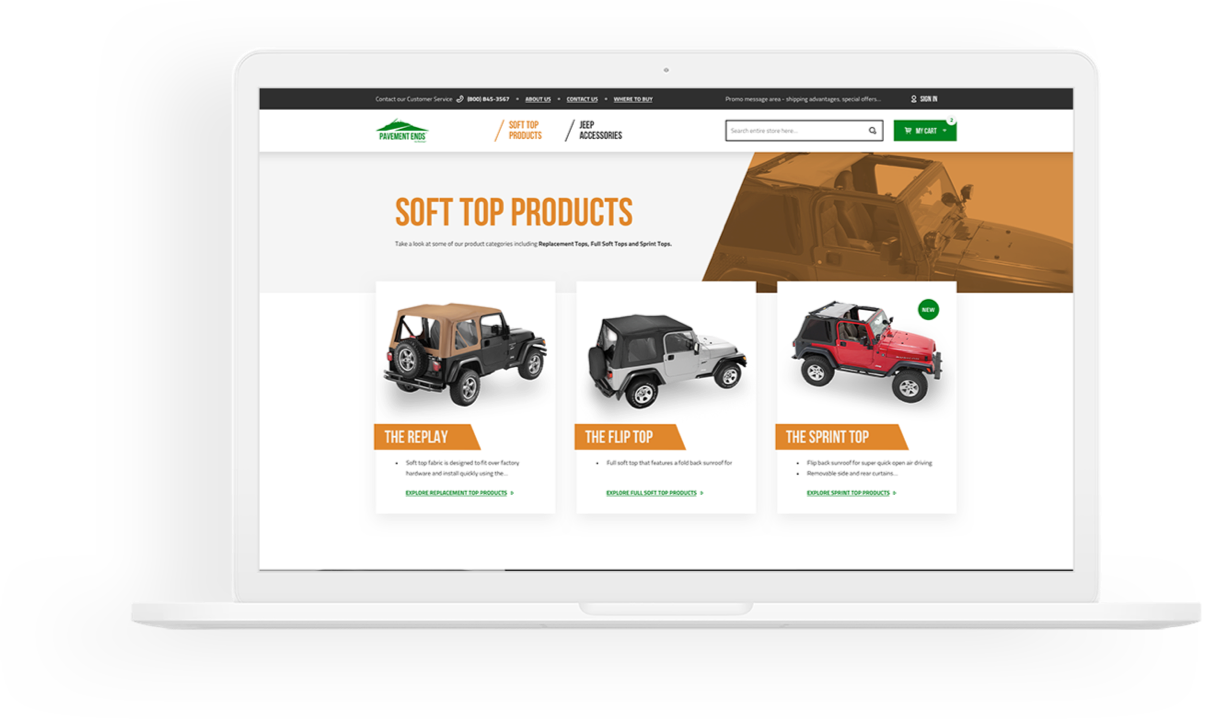 Contact our Customer Service (800) 845-3567 • ABOUT US • CONTACT US • WHERE TO BUY Promo message area - shipping advantages, special offers... SIGN IN
2
PAVEMENT ENDS
SOFT TOP
PRODUCTS
JEEP
ACCESSORIES
Search entire store here...
MY CART
SOFT TOP PRODUCTS
Take a look at some of our product categories including Replacement Tops, Full Soft Tops and Sprint Tops.
THE REPLAY
• Soft top fabric is designed to fit over factory
hardware and install quickly using the...
EXPLORE REPLACEMENT TOP PRODUCTS »
THE FLIP TOP
• Full soft top that features a fold back sunroof for
EXPLORE FULL SOFT TOP PRODUCTS »
NEW
THE SPRINT TOP
• Flip back sunroof for super quick open air driving
• Removable side and rear curtains...
EXPLORE SPRINT TOP PRODUCTS »